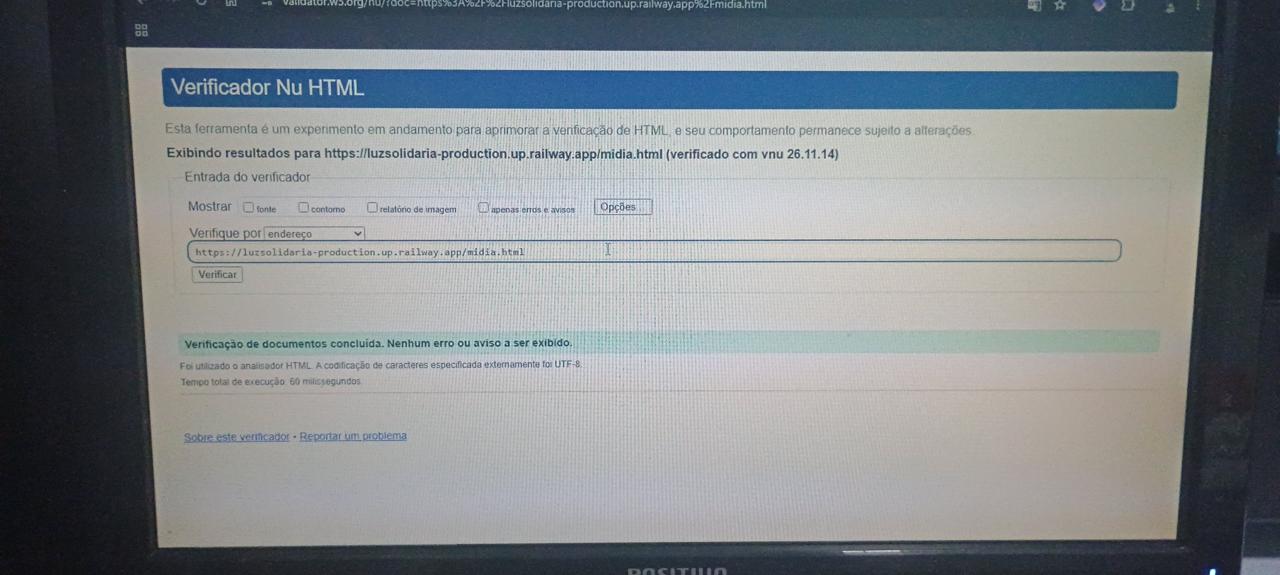 validator.w3.org/nu/?doc=https%3A%2F%2Fluzsolidaria-production.up.railway.app%2Fmidia.html
Verificador Nu HTML
Esta ferramenta é um experimento em andamento para aprimorar a verificação de HTML, e seu comportamento permanece sujeito a alterações.
Exibindo resultados para https://luzsolidaria-production.up.railway.app/midia.html (verificado com vnu 26.11.14)
Entrada do verificador
Mostrar fonte contorno relatório de imagem apenas erros e avisos Opções...
Verifique por endereço
https://luzsolidaria-production.up.railway.app/midia.html
Verificar
Verificação de documentos concluída. Nenhum erro ou aviso a ser exibido.
Foi utilizado o analisador HTML. A codificação de caracteres especificada externamente foi UTF-8.
Tempo total de execução: 60 milissegundos.
Sobre este verificador • Reportar um problema
POSITIVO